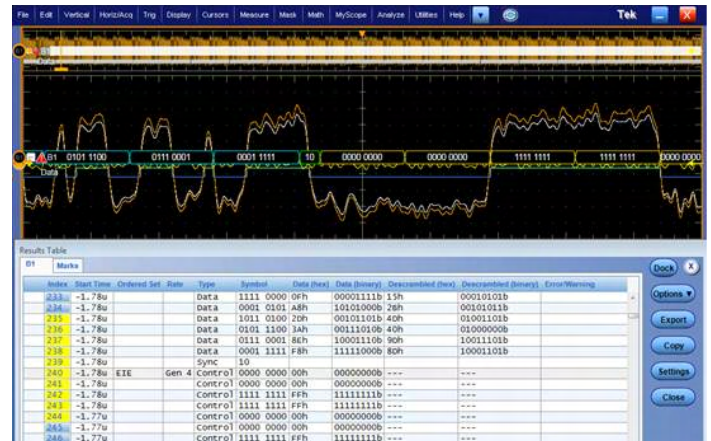 File Edit Vertical Horiz/Acq Trig Display Cursors Measure Mask Math MyScope Analyze Utilities Help Tek X
B1
Data
B1 0101 1100 0111 0001 0001 1111 10 0000 0000 0000 0000 1111 1111 1111 1111 0000 0000
Data
Results Table
B1 Marks
Dock X
Index Start Time Ordered Set Rate Type Symbol Data (hex) Data (binary) Descrambled (hex) Descrambled (binary) Error/Warning
233 -1.78u Data 1111 0000 0Fh 00001111b 15h 00010101b
234 -1.78u Data 0001 0101 A8h 10101000b 2Bh 00101011b
235 -1.78u Data 1011 0100 2Dh 00101101b 4Dh 01001101b
236 -1.78u Data 0101 1100 3Ah 00111010b 40h 01000000b
237 -1.78u Data 0111 0001 8Eh 10001110b 9Dh 10011101b
238 -1.78u Data 0001 1111 F8h 11111000b 8Dh 10001101b
239 -1.78u Sync 10
240 -1.78u EIE Gen 4 Control 0000 0000 00h 00000000b --- ---
241 -1.78u Control 0000 0000 00h 00000000b --- ---
242 -1.78u Control 1111 1111 FFh 11111111b --- ---
243 -1.78u Control 1111 1111 FFh 11111111b --- ---
244 -1.77u Control 0000 0000 00h 00000000b --- ---
245 -1.77u Control 0000 0000 00h 00000000b --- ---
246 -1.77u Control 1111 1111 FFh 11111111b --- ---
Options ▼
Export
Copy
Settings
Close